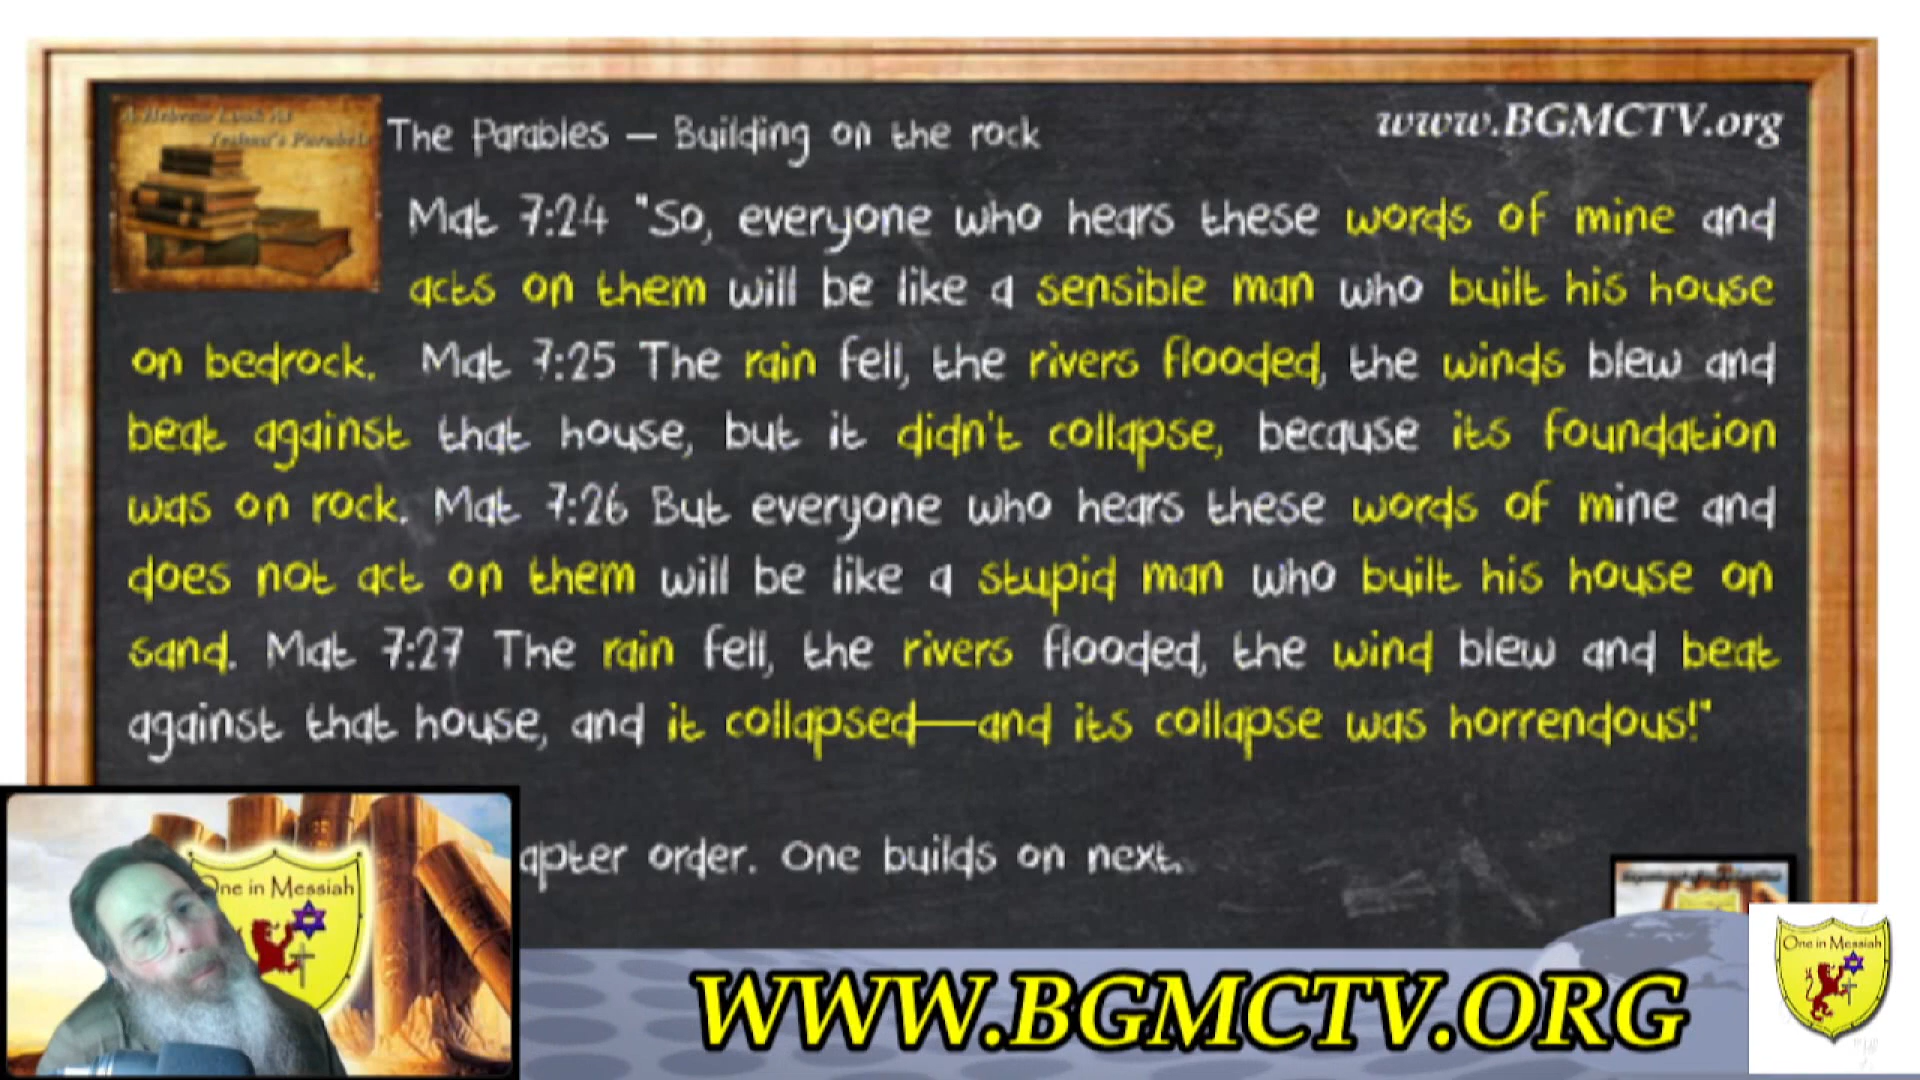 A Hebrew Look At
Yeshua's Parabels
The Parables – Building on the rock
www.BGMCTV.org
Mat 7:24 "So, everyone who hears these words of mine and
acts on them will be like a sensible man who built his house
on bedrock. Mat 7:25 The rain fell, the rivers flooded, the winds blew and
beat against that house, but it didn't collapse, because its foundation
was on rock. Mat 7:26 But everyone who hears these words of mine and
does not act on them will be like a stupid man who built his house on
sand. Mat 7:27 The rain fell, the rivers flooded, the wind blew and beat
against that house, and it collapsed—and its collapse was horrendous!"
apter order. One builds on next.
One in Messiah
One in Messiah
WWW.BGMCTV.ORG